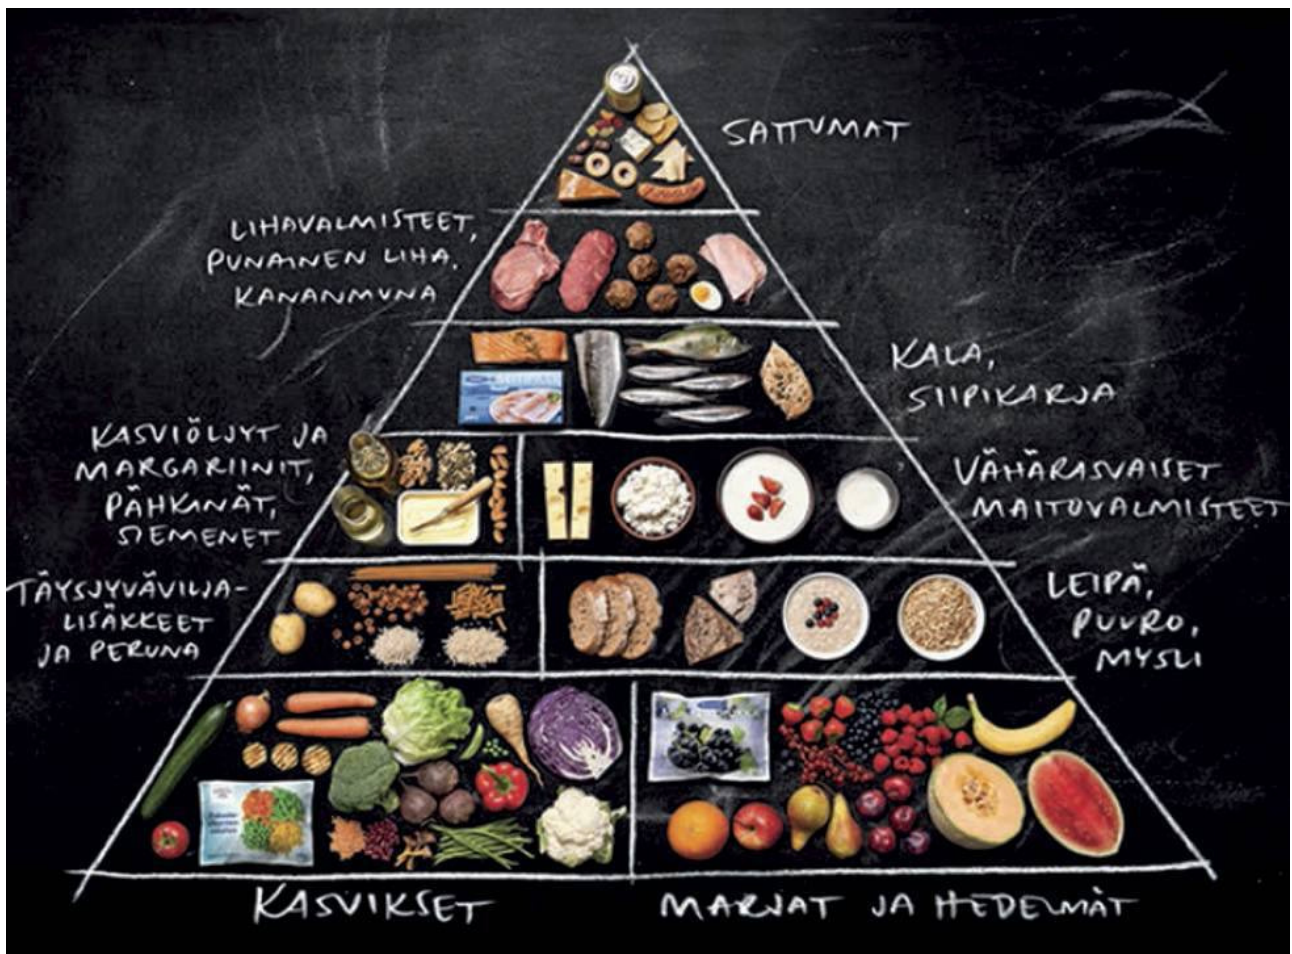 SATTUMAT
LIHAVALMISTEET,
PUNAINEN LIHA,
KANANMUNA
KALA,
SIIPIKARJA
KASVIÖLJYT JA
MARGARIINIT,
PÄHKINÄT,
SIEMENET
VÄHÄRASVAISET
MAITOVALMISTEET
TÄYSJYVÄVILJA-
LISÄKKEET
JA PERUNA
LEIPÄ,
PUURO,
MYSLI
KASVIKSET
MARJAT JA HEDELMÄT